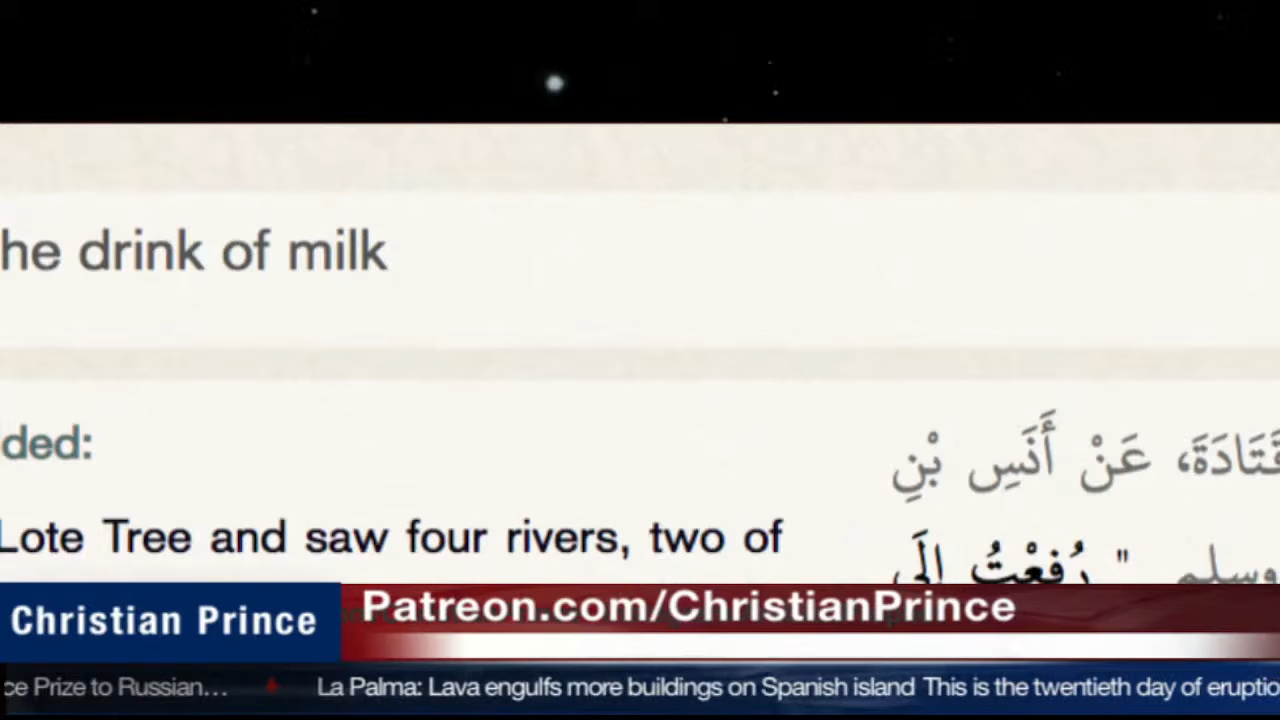 he drink of milk
ded:
قَتَادَةَ، عَنْ أَنَسِ بْنِ
Lote Tree and saw four rivers, two of
وسلم " رُفِعْتُ إِلَى
Christian Prince
Patreon.com/ChristianPrince
ce Prize to Russian... La Palma: Lava engulfs more buildings on Spanish island This is the twentieth day of eruptio